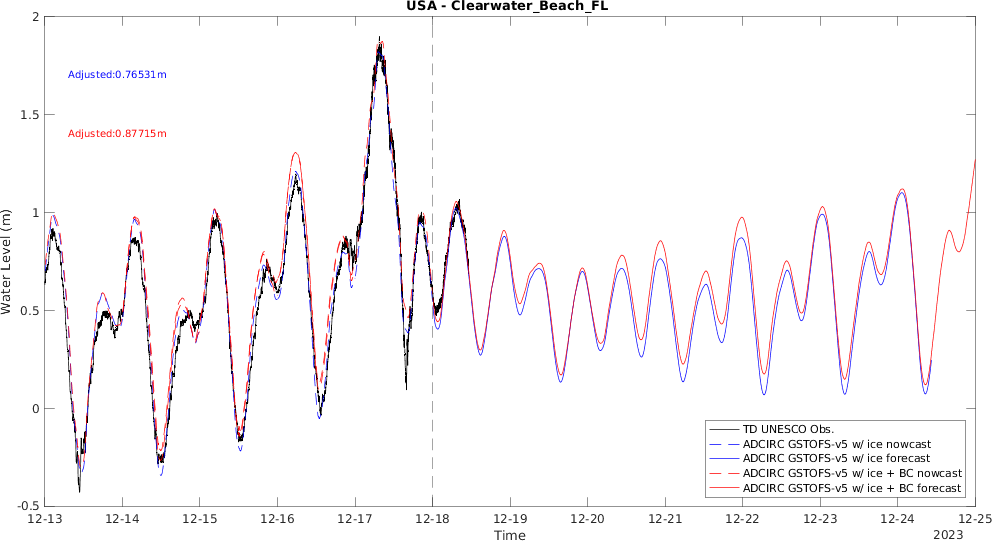 USA - Clearwater_Beach_FL
2
1.5
1
0.5
0
-0.5
Water Level (m)
Adjusted:0.76531m
Adjusted:0.87715m
TD UNESCO Obs.
ADCIRC GSTOFS-v5 w/ ice nowcast
ADCIRC GSTOFS-v5 w/ ice forecast
ADCIRC GSTOFS-v5 w/ ice + BC nowcast
ADCIRC GSTOFS-v5 w/ ice + BC forecast
12-13 12-14 12-15 12-16 12-17 12-18 12-19 12-20 12-21 12-22 12-23 12-24 12-25
Time
2023